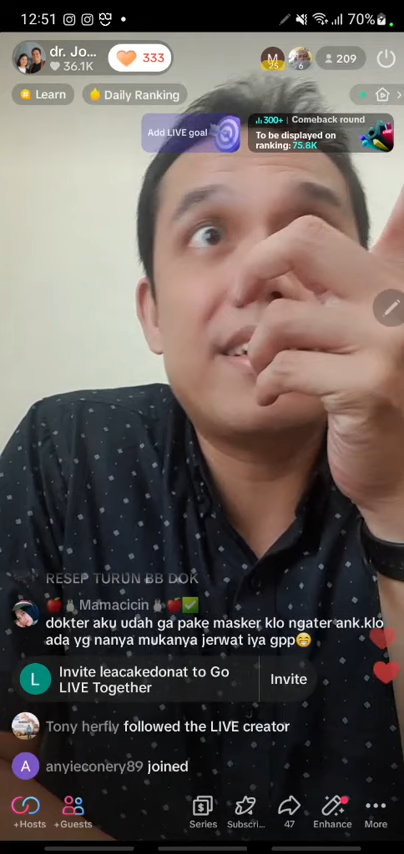 12:51
70%
dr. Jo...
36.1K
333
M
25
6
209
Learn
Daily Ranking
Add LIVE goal
300+ | Comeback round
To be displayed on
ranking: 75.8K
RESEP TURUN BB DOK
Mamacicin
dokter aku udah ga pake masker klo ngater ank.klo
ada yg nanya mukanya jerwat iya gpp😁
L
Invite leacakedonat to Go
LIVE Together
Invite
Tony herfly followed the LIVE creator
A
anyieconery89 joined
+Hosts
+Guests
Series
Subscri...
47
Enhance
More